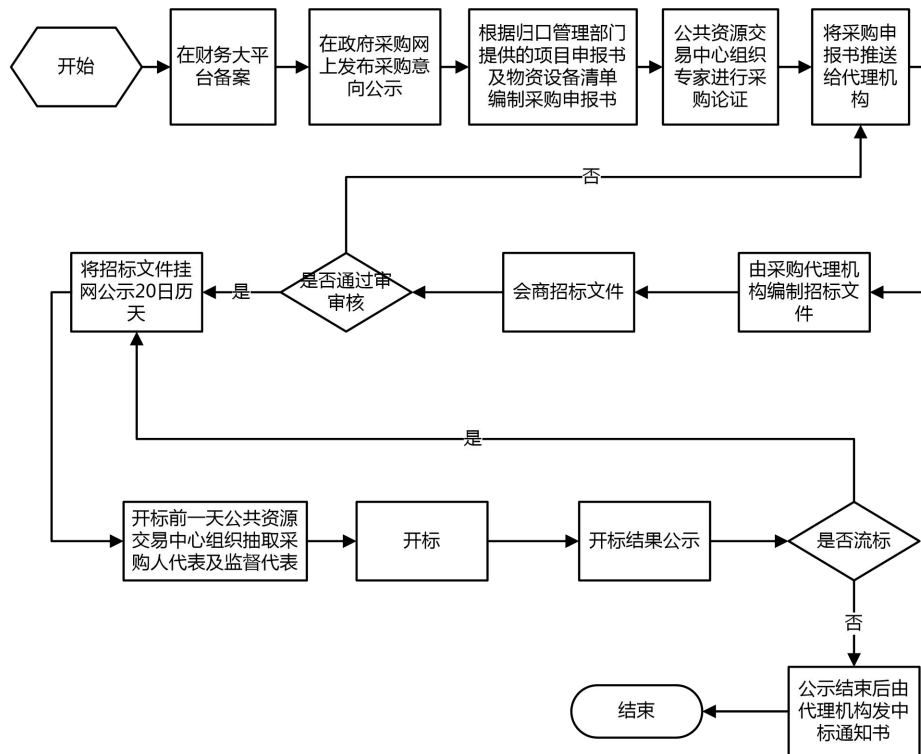 开始
在财务大平
台备案
在政府采购网
上发布采购意
向公示
根据归口管理部门
提供的项目申报书
及物资设备清单
编制采购申报书
公共资源交
易中心组织
专家进行采
购论证
将采购申
报书推送
给代理机
构
否
将招标文件挂
网公示20日历
天
是
是否通过审
审核
会商招标文件
由采购代理机
构编制招标文
件
是
开标前一天公共资源
交易中心组织抽取采
购人代表及监督代表
开标
开标结果公示
是否流标
否
结束
公示结束后由
代理机构发中
标通知书